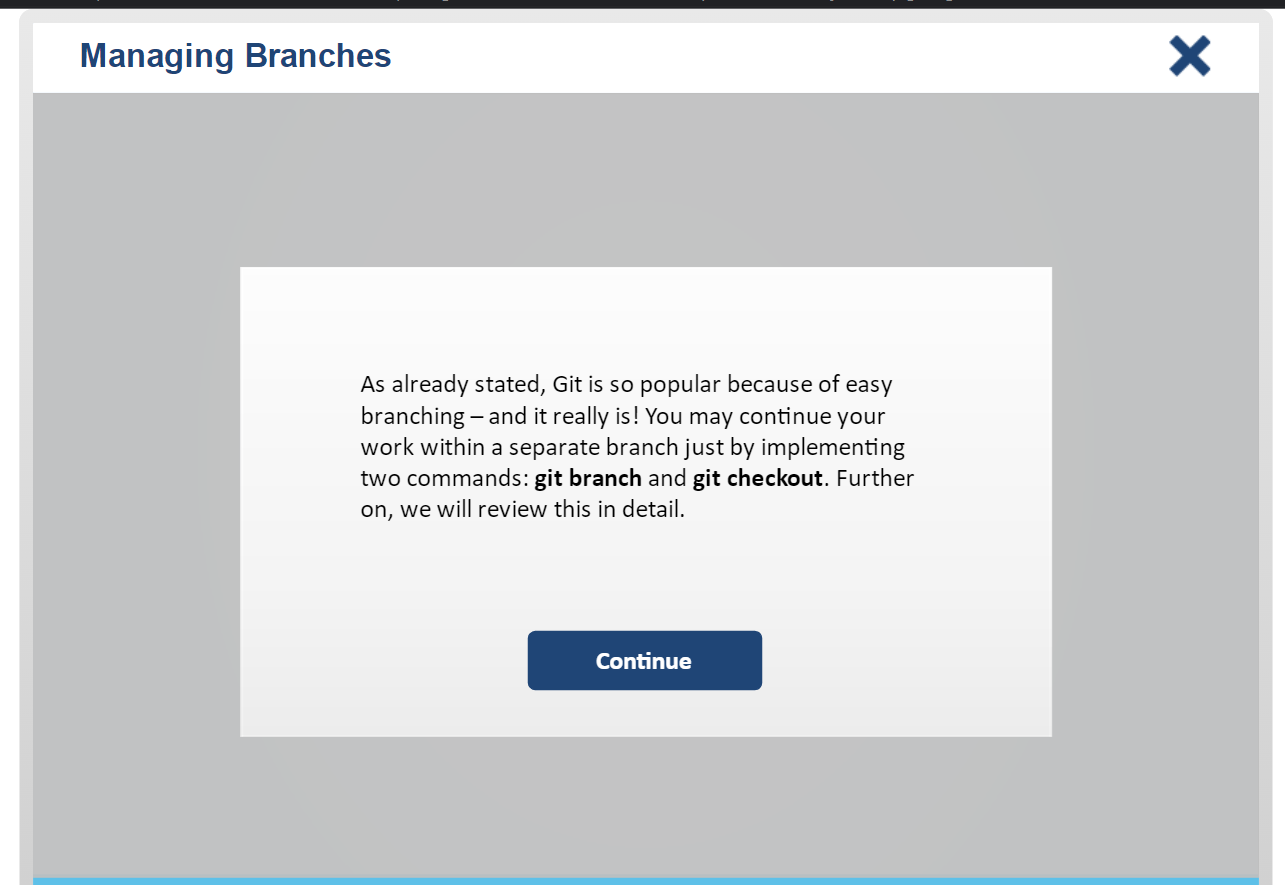 Managing Branches
As already stated, Git is so popular because of easy
branching – and it really is! You may continue your
work within a separate branch just by implementing
two commands: git branch and git checkout. Further
on, we will review this in detail.
Continue